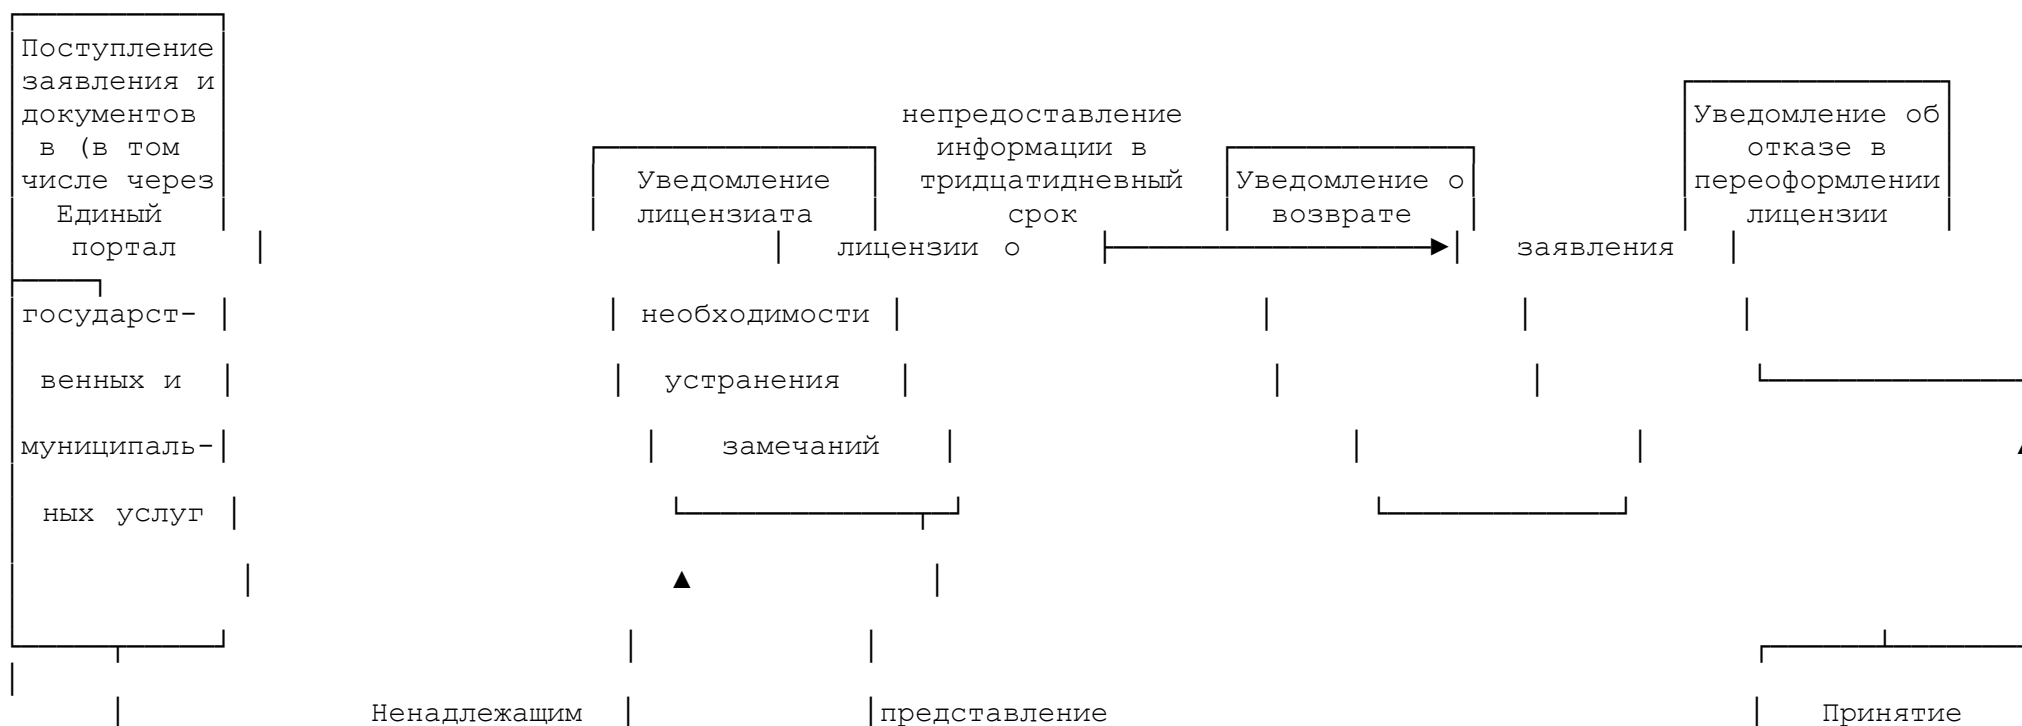 Поступление
заявления и
документов
в (в том
числе через
Единый
портал
государст-
венных и
муниципаль-
ных услуг
Уведомление
лицензиата
лицензии о
необходимости
устранения
замечаний
непредоставление
информации в
тридцатидневный
срок
Уведомление о
возврате
заявления
Уведомление об
отказе в
переоформлении
лицензии
Ненадлежащим
представление
Принятие